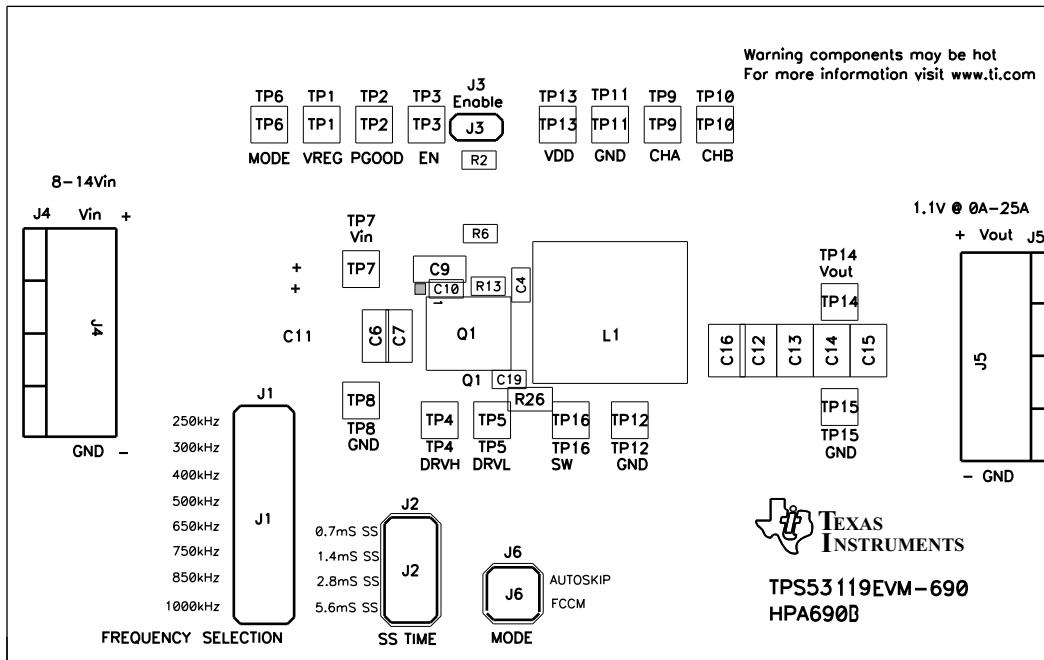 Warning components may be hot
For more information visit www.ti.com
TP6 TP1 TP2 TP3 J3 Enable TP13 TP11 TP9 TP10
TP6 TP1 TP2 TP3 J3 TP13 TP11 TP9 TP10
MODE VREG PGOOD EN R2 VDD GND CHA CHB
8-14Vin
J4 Vin +
J4
GND -
TP7
Vin
TP7
+
+
C11
C6 C7
R6
C9
C10 R13 C4
1
Q1
Q1 C19
R26
L1
TP8
TP8
GND
TP4 TP5 TP16 TP12
TP4 TP5 TP16 TP12
DRVH DRVL SW GND
TP14
Vout
TP14
C16 C12 C13 C14 C15
TP15
TP15
GND
1.1V @ 0A-25A
+ Vout J5
J5
- GND
J1
J1
250kHz
300kHz
400kHz
500kHz
650kHz
750kHz
850kHz
1000kHz
FREQUENCY SELECTION
J2
0.7mS SS
1.4mS SS
J2
2.8mS SS
5.6mS SS
SS TIME
J6
J6
AUTOSKIP
FCCM
MODE
TEXAS
INSTRUMENTS
TPS53119EVM-690
HPA690B